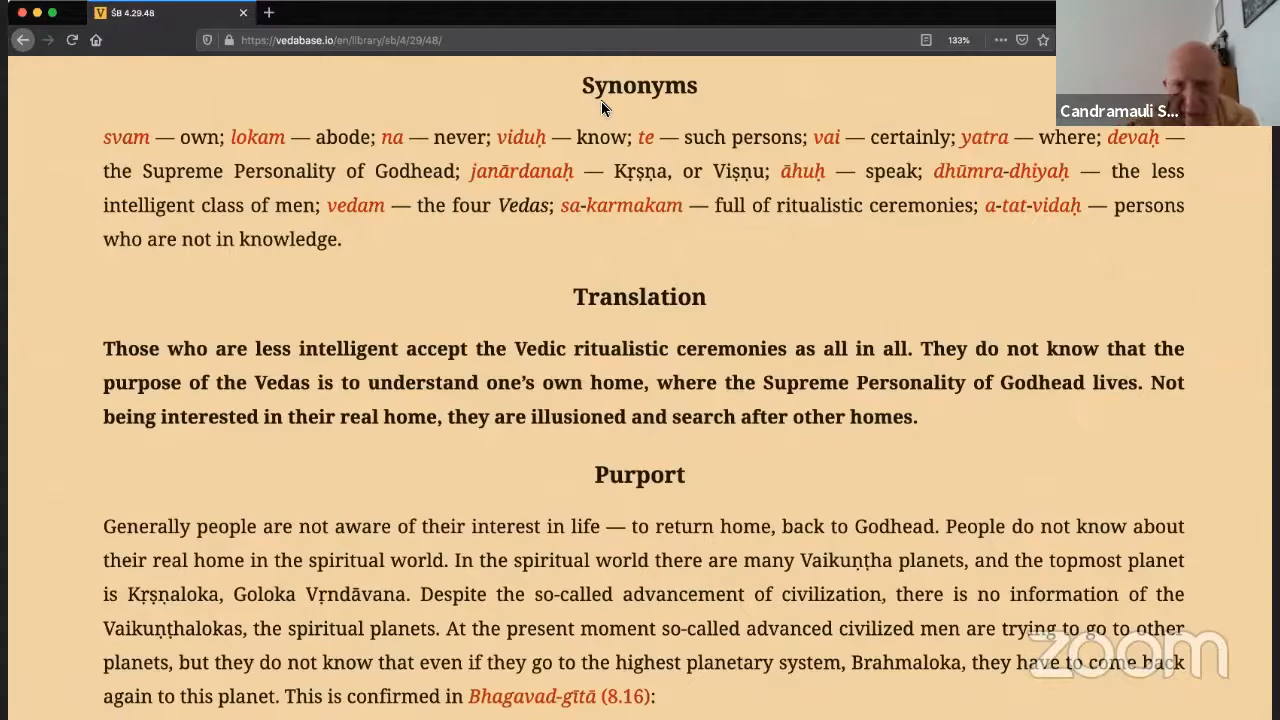 V ŚB 4.29.48
https://vedabase.io/en/library/sb/4/29/48/
133%
Candramauli S...
Synonyms
svam — own; lokam — abode; na — never; viduḥ — know; te — such persons; vai — certainly; yatra — where; devaḥ —
the Supreme Personality of Godhead; janārdanaḥ — Kṛṣṇa, or Viṣṇu; āhuḥ — speak; dhūmra-dhiyaḥ — the less
intelligent class of men; vedam — the four Vedas; sa-karmakam — full of ritualistic ceremonies; a-tat-vidaḥ — persons
who are not in knowledge.
Translation
Those who are less intelligent accept the Vedic ritualistic ceremonies as all in all. They do not know that the
purpose of the Vedas is to understand one’s own home, where the Supreme Personality of Godhead lives. Not
being interested in their real home, they are illusioned and search after other homes.
Purport
Generally people are not aware of their interest in life — to return home, back to Godhead. People do not know about
their real home in the spiritual world. In the spiritual world there are many Vaikuṇṭha planets, and the topmost planet
is Kṛṣṇaloka, Goloka Vṛndāvana. Despite the so-called advancement of civilization, there is no information of the
Vaikuṇṭhalokas, the spiritual planets. At the present moment so-called advanced civilized men are trying to go to other
planets, but they do not know that even if they go to the highest planetary system, Brahmaloka, they have to come back
again to this planet. This is confirmed in Bhagavad-gītā (8.16):
zoom